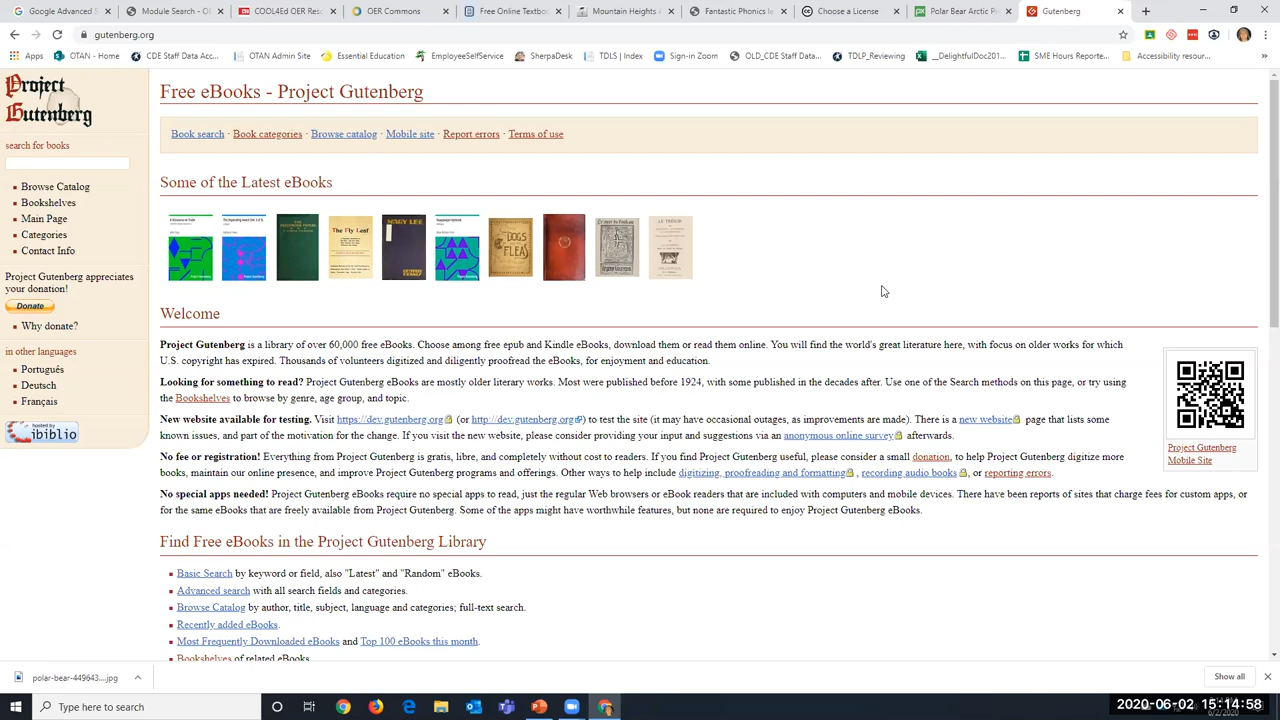 Google Advanced S
Module Search - O
COOL4Ed OER Res
OER Commons
Free Online Textbo
Mountain Heights A
Fantastic Phonics le
Choose a License
Polar Bear Arctic P
Gutenberg
gutenberg.org
Apps
OTAN - Home
CDE Staff Data Acc...
OTAN Admin Site
Essential Education
EmployeeSelfService
SherpaDesk
TDLS | Index
Sign-in Zoom
OLD_CDE Staff Data...
TDLP_Reviewing
__DelightfulDoc201...
SME Hours Reporte...
Accessibility resour...
Project
Gutenberg
search for books
Browse Catalog
Bookshelves
Main Page
Categories
Contact Info
Project Gutenberg appreciates
your donation!
Donate
Why donate?
in other languages
Português
Deutsch
Français
hosted by
ibiblio
Free eBooks - Project Gutenberg
Book search · Book categories · Browse catalog · Mobile site · Report errors · Terms of use
Some of the Latest eBooks
The Fly Leaf
MARY LEE
DOGS
FLEAS
LE TRÉSOR
Welcome
Project Gutenberg is a library of over 60,000 free eBooks. Choose among free epub and Kindle eBooks, download them or read them online. You will find the world's great literature here, with focus on older works for which
U.S. copyright has expired. Thousands of volunteers digitized and diligently proofread the eBooks, for enjoyment and education.
Looking for something to read? Project Gutenberg eBooks are mostly older literary works. Most were published before 1924, with some published in the decades after. Use one of the Search methods on this page, or try using
the Bookshelves to browse by genre, age group, and topic.
New website available for testing. Visit https://dev.gutenberg.org (or http://dev.gutenberg.org) to test the site (it may have occasional outages, as improvements are made). There is a new website page that lists some
known issues, and part of the motivation for the change. If you visit the new website, please consider providing your input and suggestions via an anonymous online survey afterwards.
No fee or registration! Everything from Project Gutenberg is gratis, libre, and completely without cost to readers. If you find Project Gutenberg useful, please consider a small donation, to help Project Gutenberg digitize more
books, maintain our online presence, and improve Project Gutenberg programs and offerings. Other ways to help include digitizing, proofreading and formatting, recording audio books, or reporting errors.
No special apps needed! Project Gutenberg eBooks require no special apps to read, just the regular Web browsers or eBook readers that are included with computers and mobile devices. There have been reports of sites that charge fees for custom apps, or
for the same eBooks that are freely available from Project Gutenberg. Some of the apps might have worthwhile features, but none are required to enjoy Project Gutenberg eBooks.
Project Gutenberg
Mobile Site
Find Free eBooks in the Project Gutenberg Library
Basic Search by keyword or field, also "Latest" and "Random" eBooks.
Advanced search with all search fields and categories.
Browse Catalog by author, title, subject, language and categories; full-text search.
Recently added eBooks.
Most Frequently Downloaded eBooks and Top 100 eBooks this month.
Bookshelves of related eBooks.
polar-bear-449643....jpg
Show all
Type here to search
2020-06-02 15:14:58